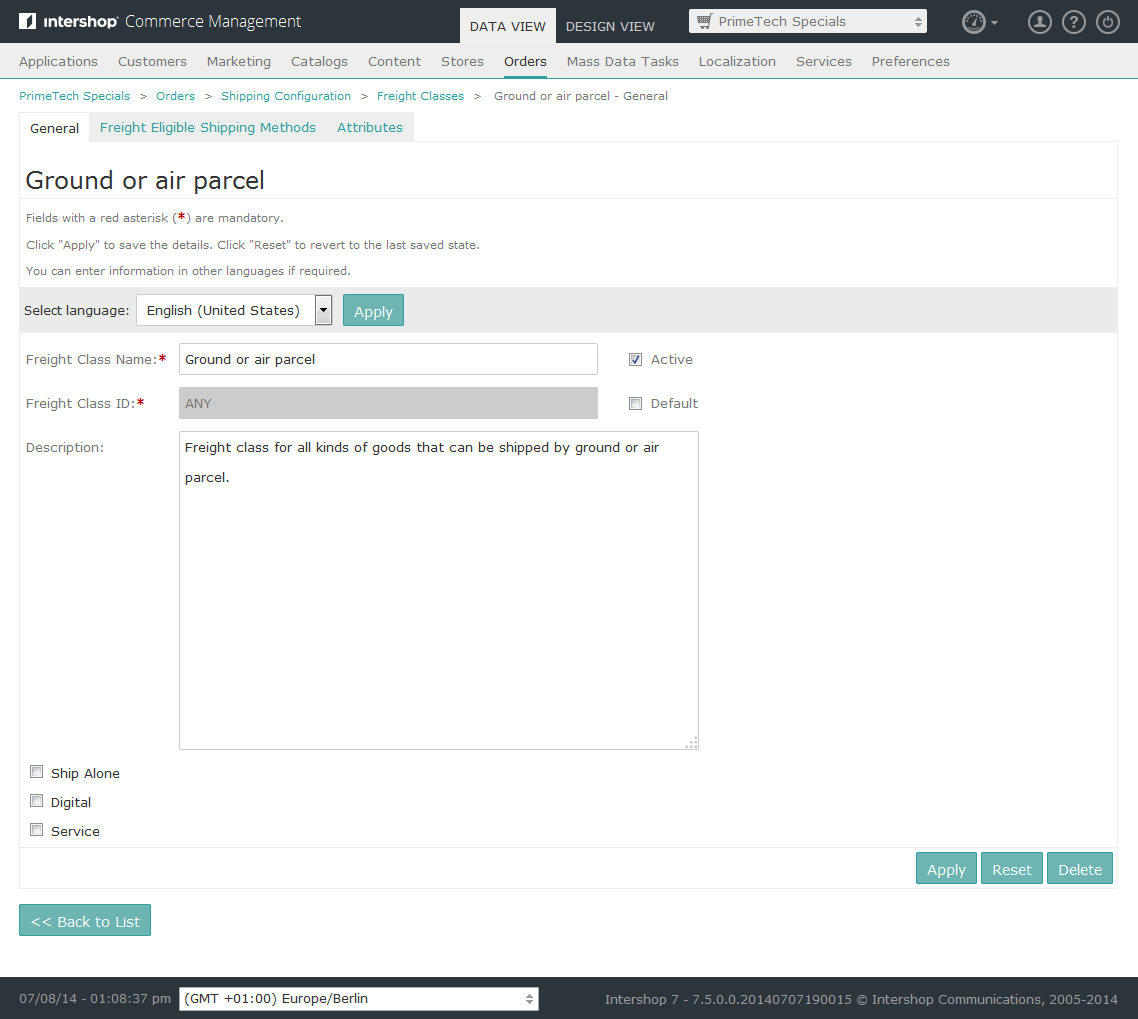 intershop® Commerce Management DATA VIEW DESIGN VIEW PrimeTech Specials
Applications Customers Marketing Catalogs Content Stores Orders Mass Data Tasks Localization Services Preferences
PrimeTech Specials > Orders > Shipping Configuration > Freight Classes > Ground or air parcel - General
General Freight Eligible Shipping Methods Attributes
Ground or air parcel
Fields with a red asterisk (*) are mandatory.
Click "Apply" to save the details. Click "Reset" to revert to the last saved state.
You can enter information in other languages if required.
Select language: English (United States) Apply
Freight Class Name:* Ground or air parcel Active
Freight Class ID:* ANY Default
Description: Freight class for all kinds of goods that can be shipped by ground or air
parcel.
Ship Alone
Digital
Service
Apply Reset Delete
<< Back to List
07/08/14 - 01:08:37 pm (GMT +01:00) Europe/Berlin Intershop 7 - 7.5.0.0.20140707190015 © Intershop Communications, 2005-2014